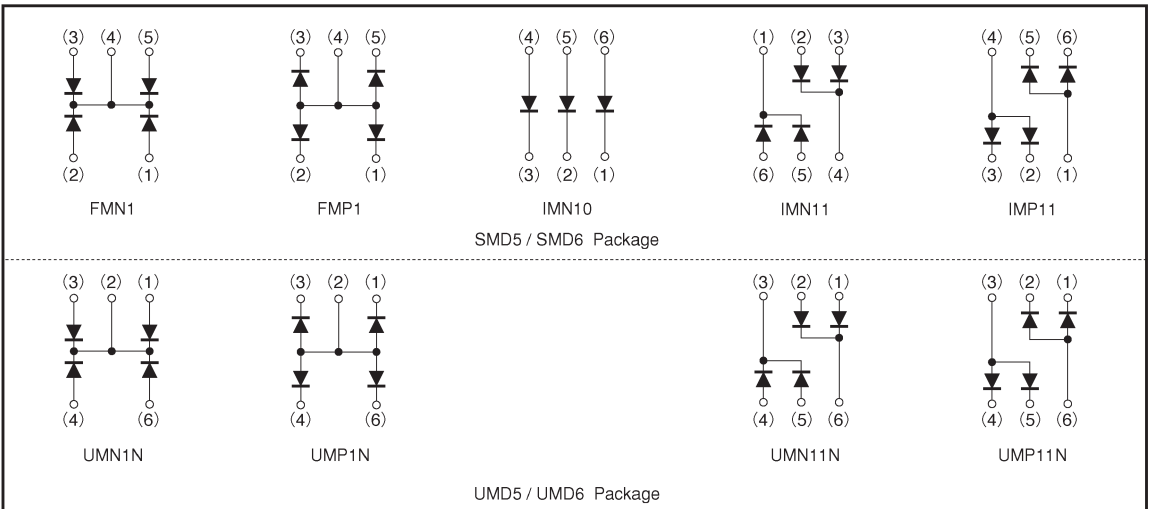 (3) (4) (5) (3) (4) (5) (4) (5) (6) (1) (2) (3) (4) (5) (6)
(2) (1) (2) (1) (3) (2) (1) (6) (5) (4) (3) (2) (1)
FMN1 FMP1 IMN10 IMN11 IMP11
SMD5 / SMD6 Package
(3) (2) (1) (3) (2) (1) (3) (2) (1) (3) (2) (1)
(4) (6) (4) (6) (4) (5) (6) (4) (5) (6)
UMN1N UMP1N UMN11N UMP11N
UMD5 / UMD6 Package